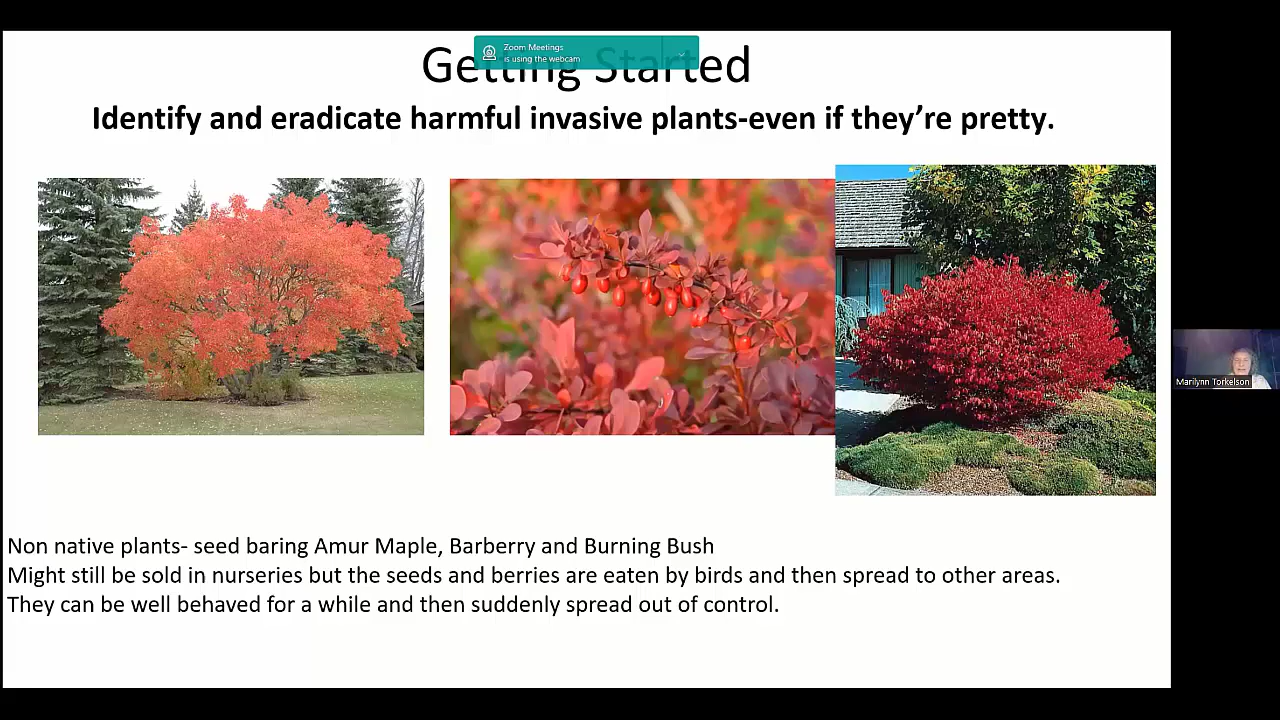 Zoom Meetings
is using the webcam
Getting Started
Identify and eradicate harmful invasive plants-even if they're pretty.
Marilynn Torkelson
Non native plants- seed baring Amur Maple, Barberry and Burning Bush
Might still be sold in nurseries but the seeds and berries are eaten by birds and then spread to other areas.
They can be well behaved for a while and then suddenly spread out of control.